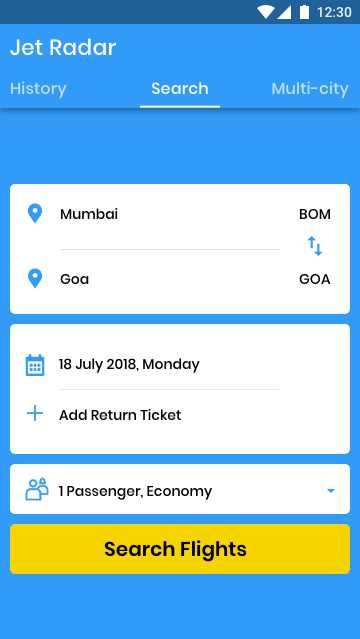 12:30
Jet Radar
History Search Multi-city
Mumbai BOM
Goa GOA
18 July 2018, Monday
Add Return Ticket
1 Passenger, Economy
Search Flights